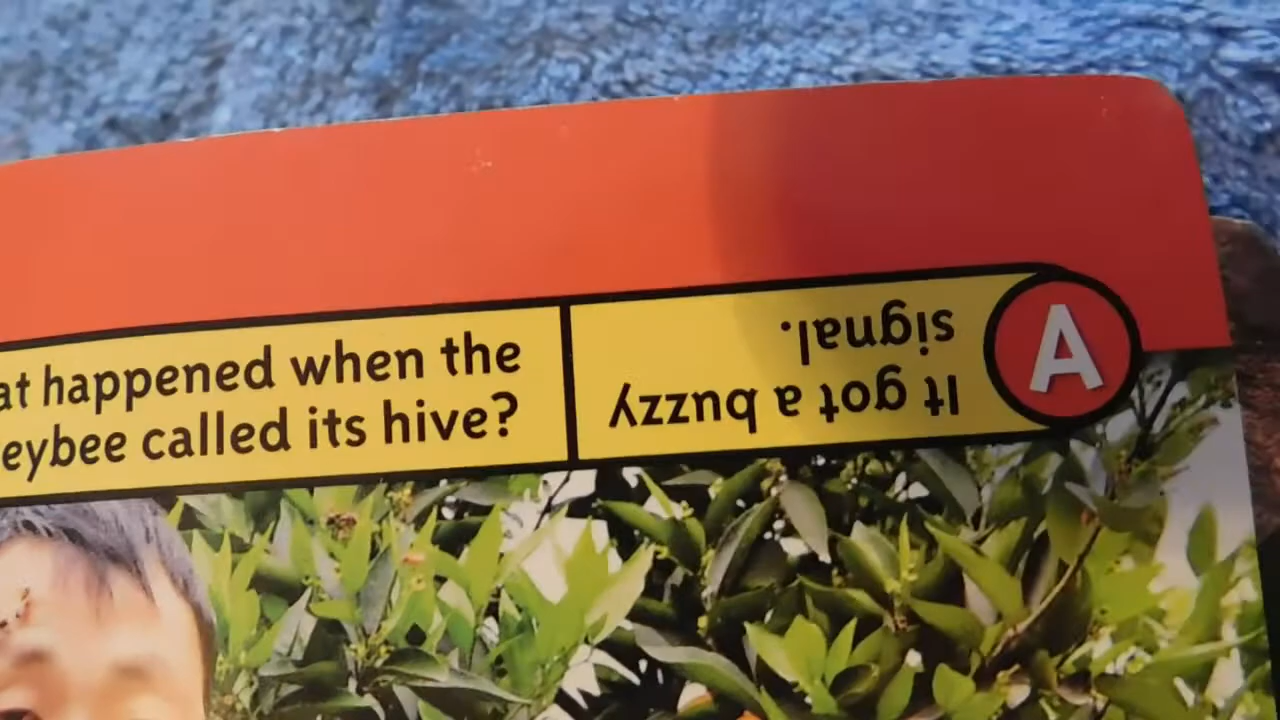 at happened when the
eybee called its hive?
It got a buzzy
signal.
A